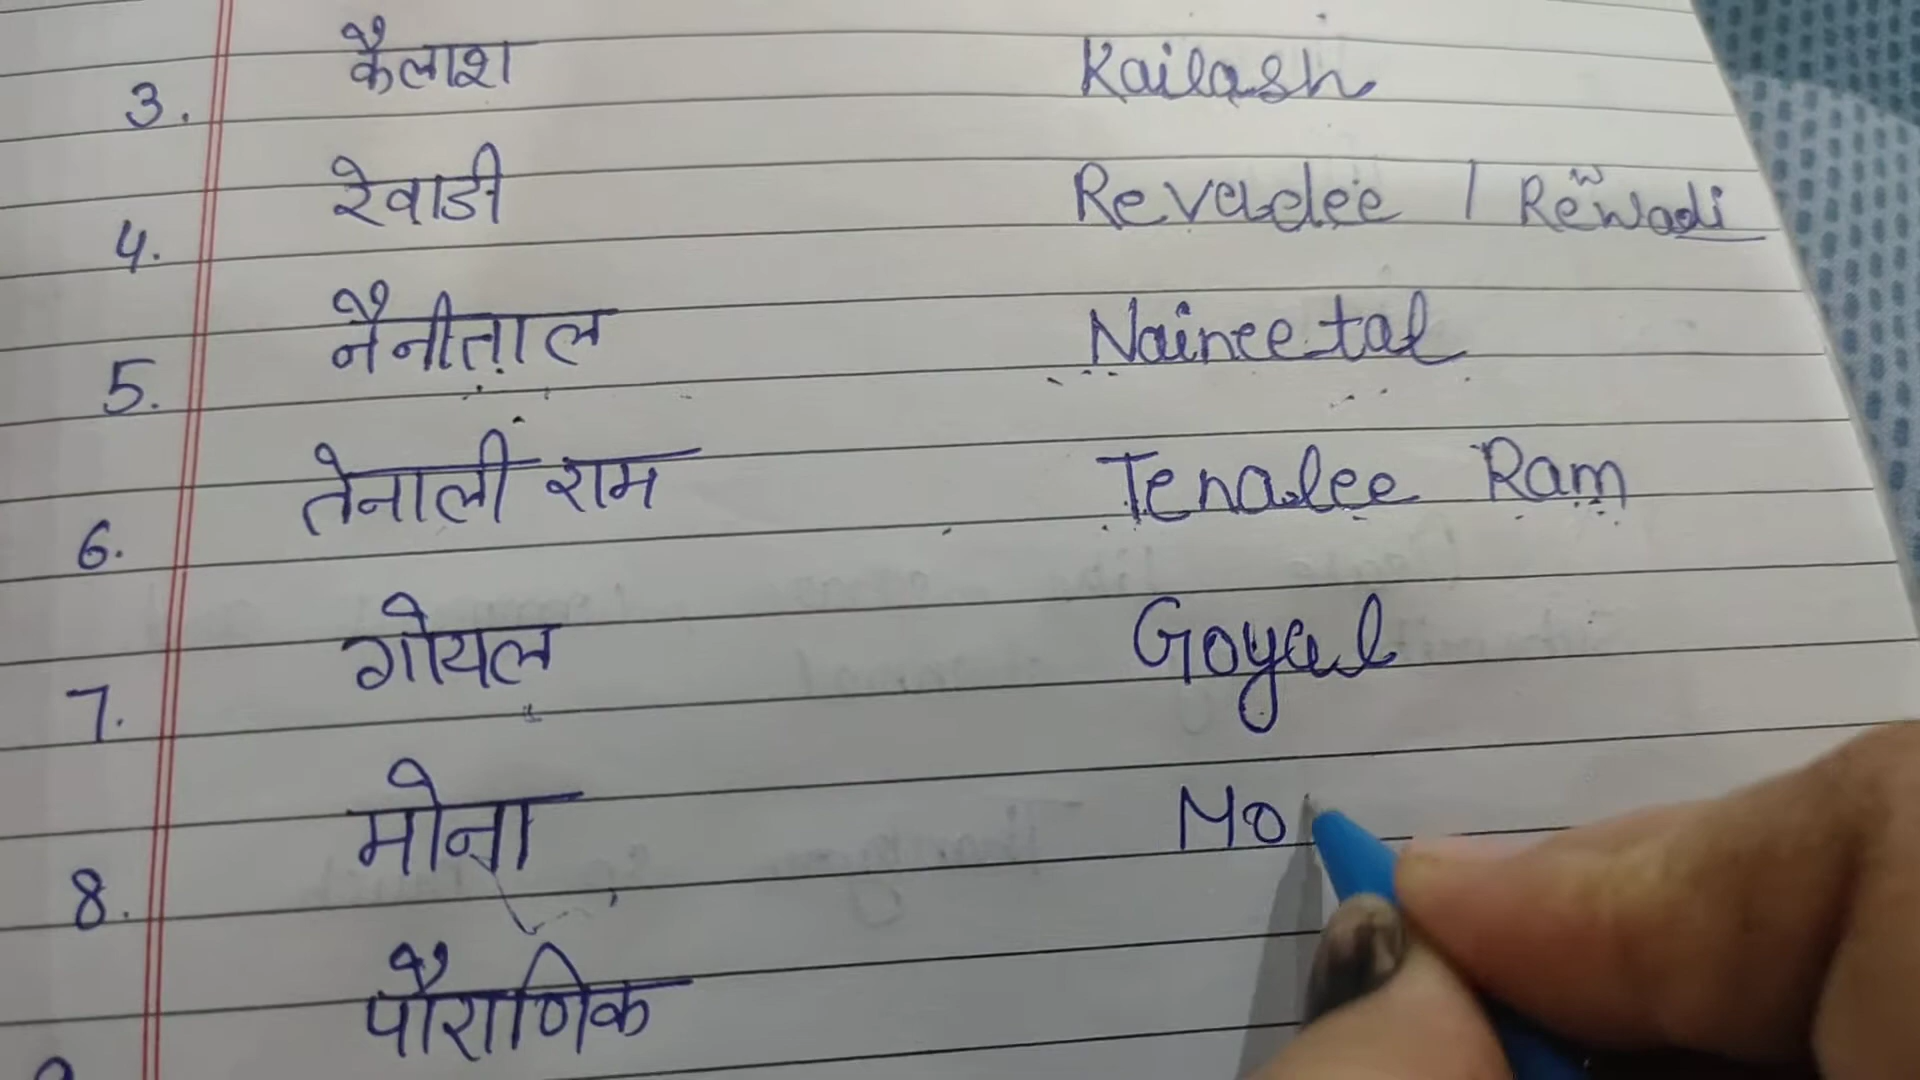 3. कैलाश Kailash
4. रेवाडी Revadee / Rewadi
5. नैनीताल Naineetal
6. तेनाली राम Tenalee Ram
7. गोयल Goyal
8. मोना Mo
पौराणिक